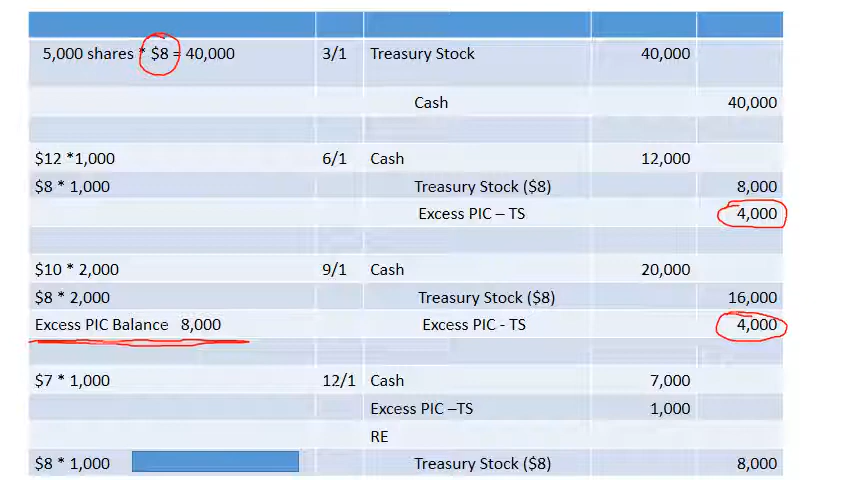 5,000 shares * $8 = 40,000 3/1 Treasury Stock 40,000
Cash 40,000
$12 *1,000 6/1 Cash 12,000
$8 * 1,000 Treasury Stock ($8) 8,000
Excess PIC – TS 4,000
$10 * 2,000 9/1 Cash 20,000
$8 * 2,000 Treasury Stock ($8) 16,000
Excess PIC Balance 8,000 Excess PIC - TS 4,000
$7 * 1,000 12/1 Cash 7,000
Excess PIC –TS 1,000
RE
$8 * 1,000 Treasury Stock ($8) 8,000